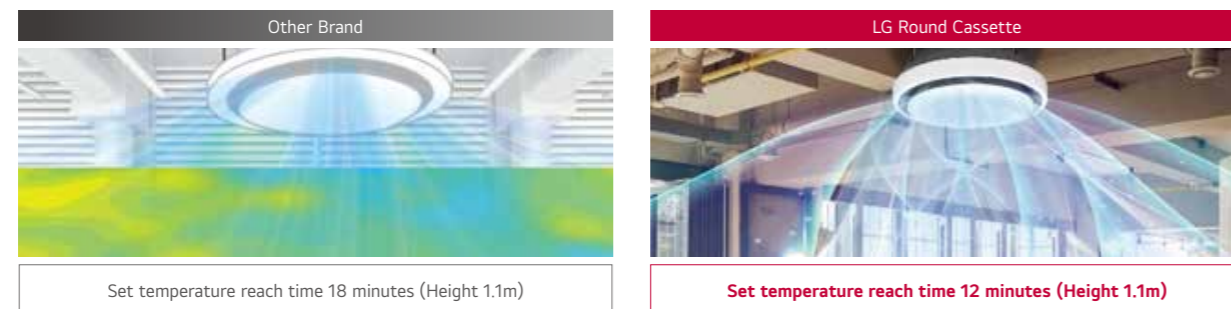 Other Brand
LG Round Cassette
Set temperature reach time 18 minutes (Height 1.1m)
Set temperature reach time 12 minutes (Height 1.1m)